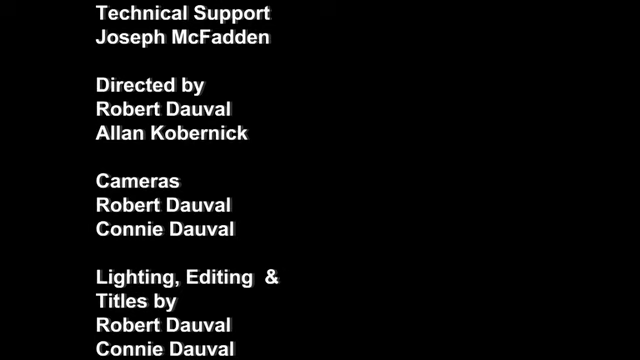 Technical Support
Joseph McFadden
Directed by
Robert Dauval
Allan Kobernick
Cameras
Robert Dauval
Connie Dauval
Lighting, Editing  &
Titles by
Robert Dauval
Connie Dauval